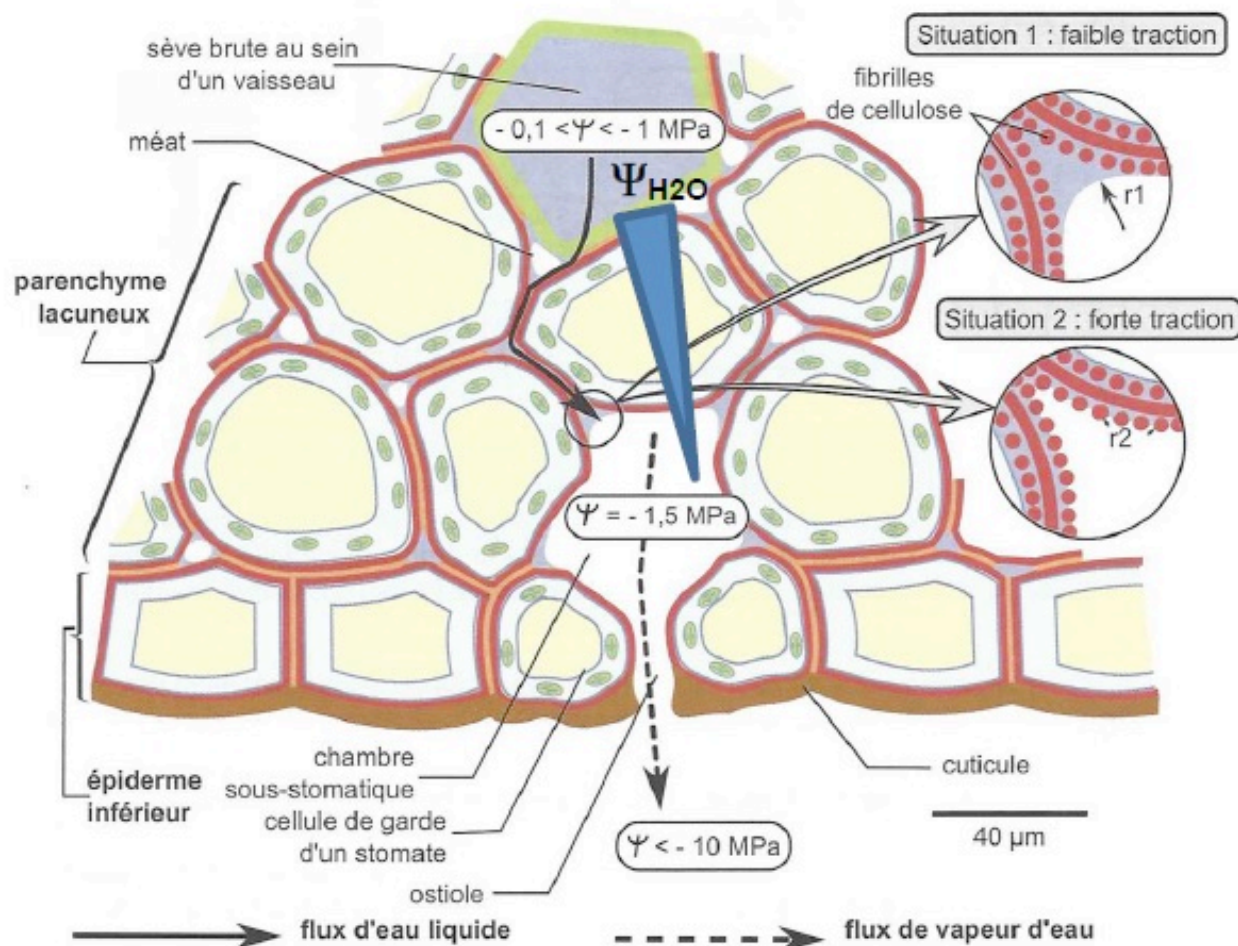 sève brute au sein
d'un vaisseau
Situation 1 : faible traction
fibrilles
de cellulose
- 0,1 < Ψ < - 1 MPa
méat
ΨH2O
r1
parenchyme
lacuneux
Situation 2 : forte traction
r2
Ψ = - 1,5 MPa
chambre
sous-stomatique
cuticule
épiderme
inférieur
cellule de garde
d'un stomate
Ψ < - 10 MPa
40 µm
ostiole
flux d'eau liquide
flux de vapeur d'eau